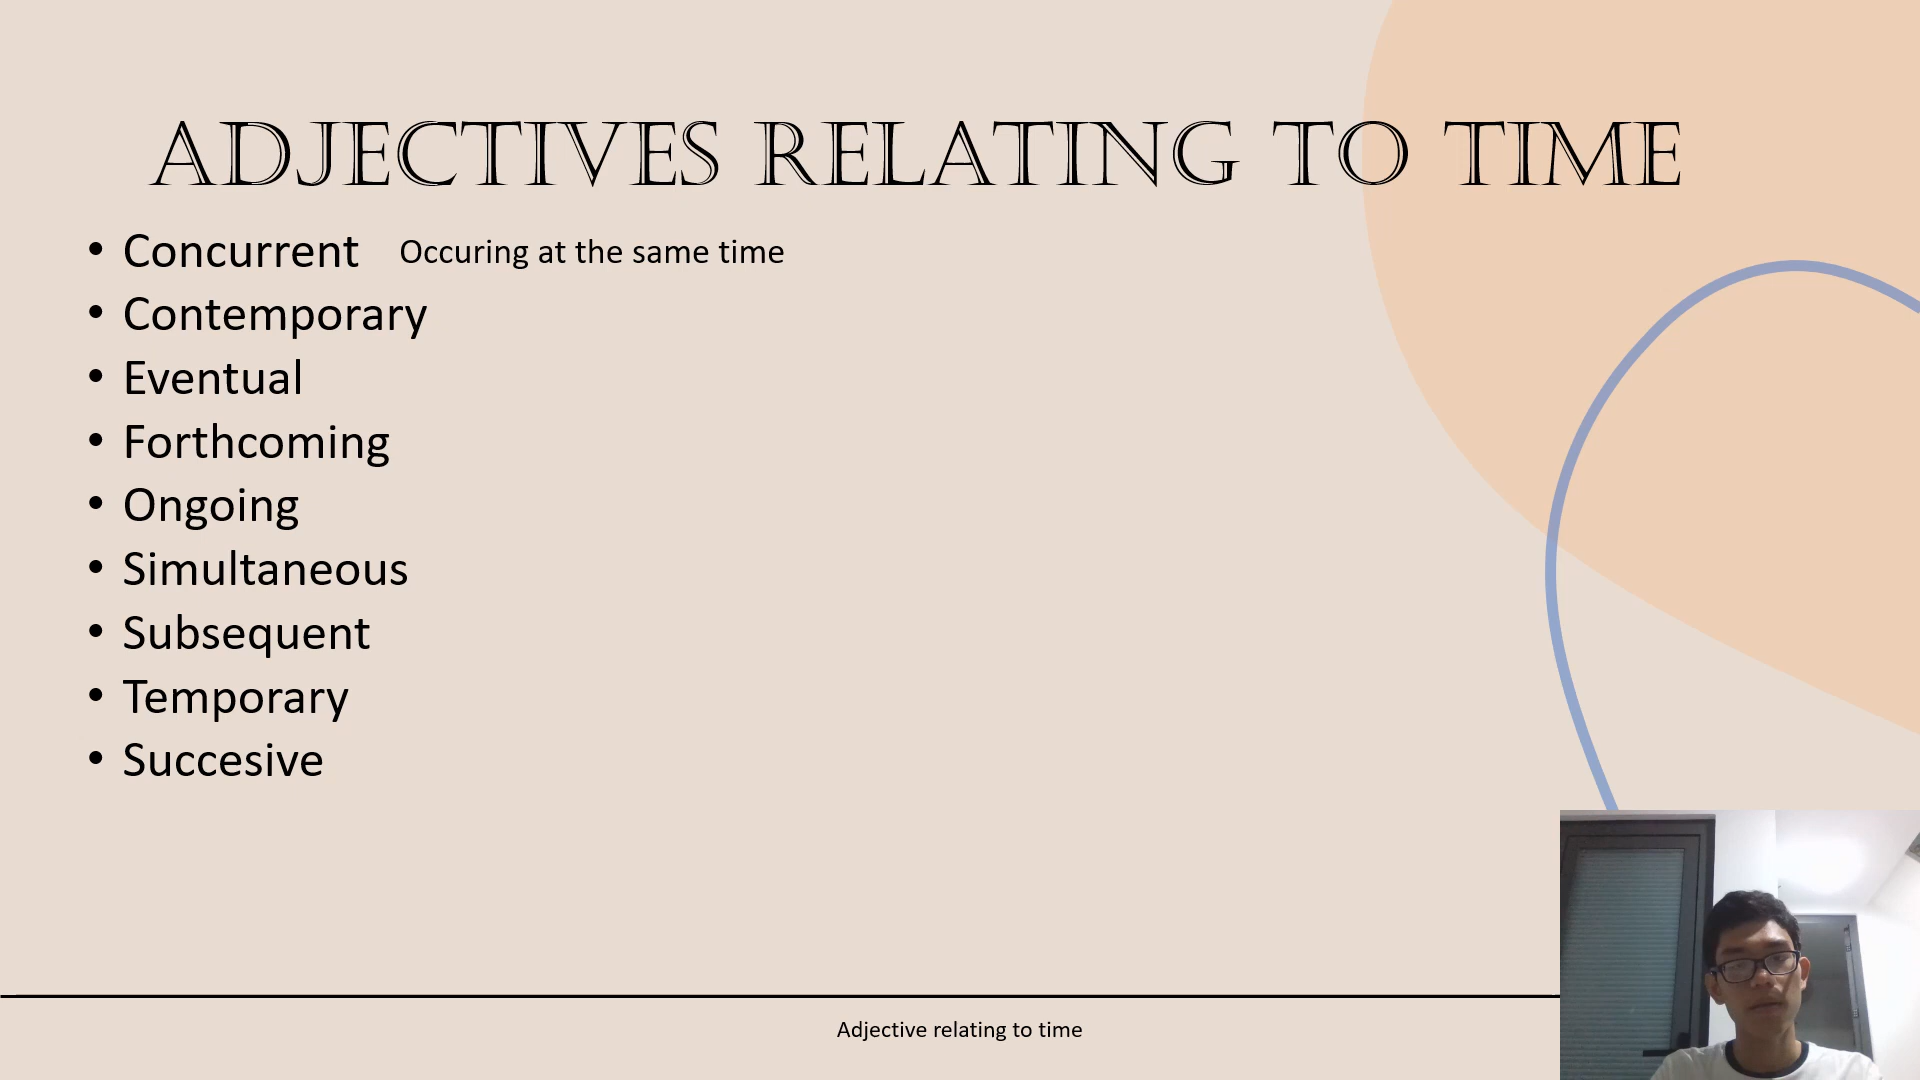 ADJECTIVES RELATING TO TIME
• Concurrent Occuring at the same time
• Contemporary
• Eventual
• Forthcoming
• Ongoing
• Simultaneous
• Subsequent
• Temporary
• Succesive
Adjective relating to time